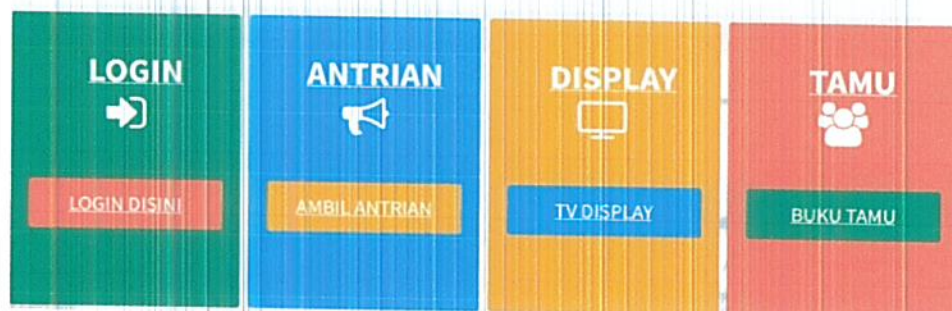 LOGIN
LOGIN DISINI
ANTRIAN
AMBIL ANTRIAN
DISPLAY
TV DISPLAY
TAMU
BUKU TAMU